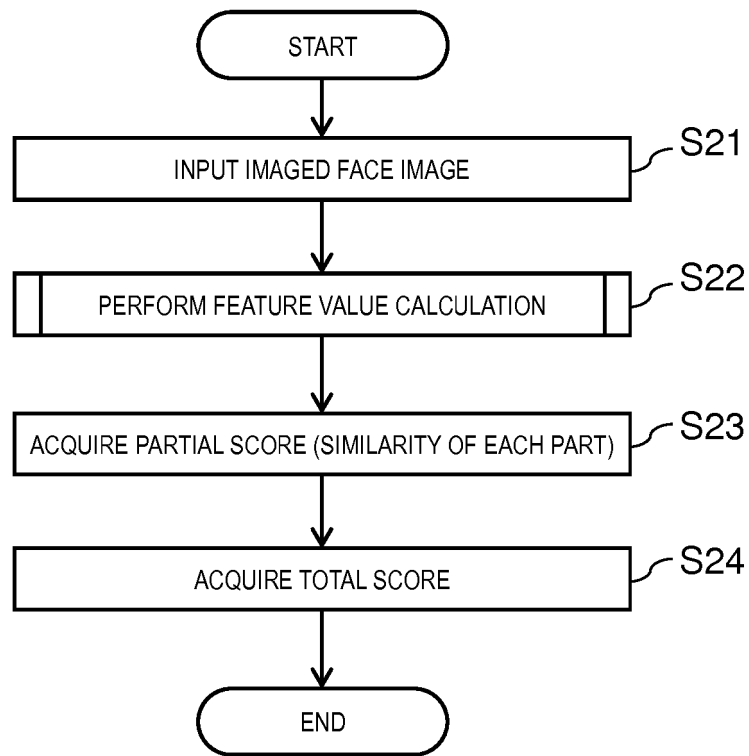 START
INPUT IMAGED FACE IMAGE
S21
PERFORM FEATURE VALUE CALCULATION
S22
ACQUIRE PARTIAL SCORE (SIMILARITY OF EACH PART)
S23
ACQUIRE TOTAL SCORE
S24
END